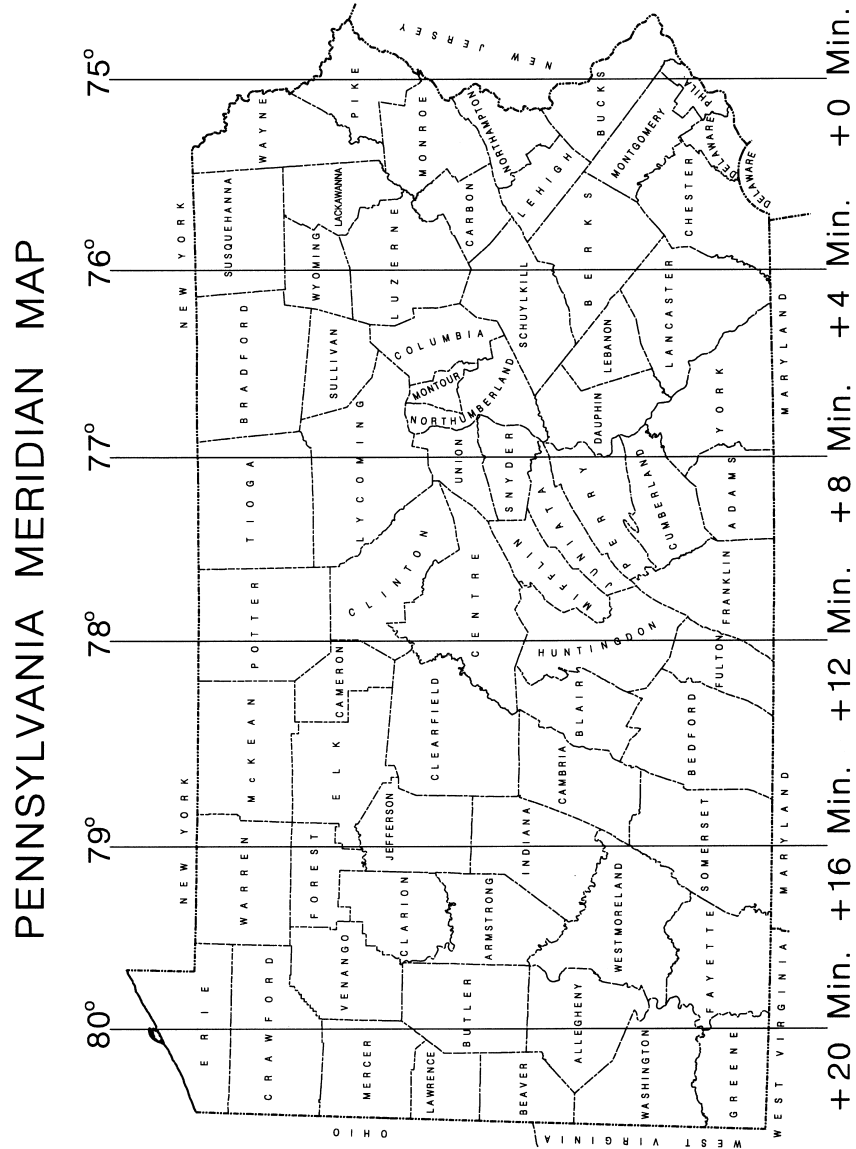 PENNSYLVANIA MERIDIAN MAP
80°
79°
78°
77°
76°
75°
NEW YORK
NEW YORK
ERIE
CRAWFORD
WARREN
McKEAN
POTTER
TIOGA
BRADFORD
SUSQUEHANNA
WAYNE
MERCER
VENANGO
FOREST
ELK
CAMERON
CLINTON
LYCOMING
SULLIVAN
WYOMING
LACKAWANNA
PIKE
LAWRENCE
BUTLER
CLARION
JEFFERSON
CLEARFIELD
CENTRE
UNION
MONTOUR
NORTHUMBERLAND
COLUMBIA
LUZERNE
CARBON
MONROE
NORTHAMPTON
NEW JERSEY
OHIO
BEAVER
ALLEGHENY
ARMSTRONG
INDIANA
CAMBRIA
BLAIR
HUNTINGDON
MIFFLIN
JUNIATA
SNYDER
PERRY
DAUPHIN
LEBANON
SCHUYLKILL
BERKS
LEHIGH
BUCKS
MONTGOMERY
PHILA
WASHINGTON
WESTMORELAND
GREENE
FAYETTE
SOMERSET
BEDFORD
FULTON
FRANKLIN
CUMBERLAND
ADAMS
YORK
LANCASTER
CHESTER
DELAWARE
DELAWARE
DELAWARE
WEST VIRGINIA
WEST VIRGINIA
MARYLAND
MARYLAND
+20 Min.
+16 Min.
+12 Min.
+8 Min.
+4 Min.
+0 Min.